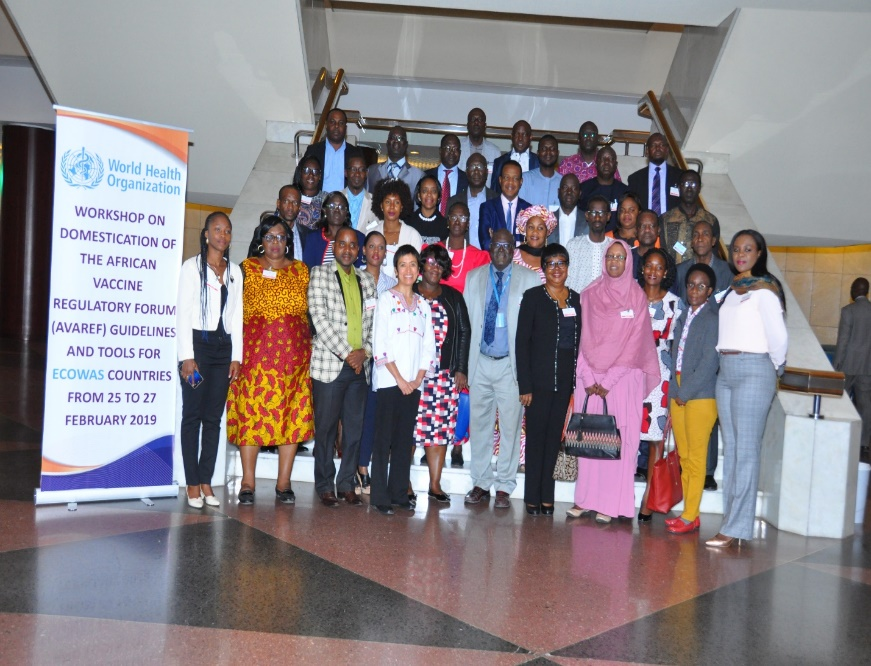 World Health
Organization
WORKSHOP ON
DOMESTICATION OF
THE AFRICAN
VACCINE
REGULATORY FORUM
(AVAREF) GUIDELINES
AND TOOLS FOR
ECOWAS COUNTRIES
FROM 25 TO 27
FEBRUARY 2019